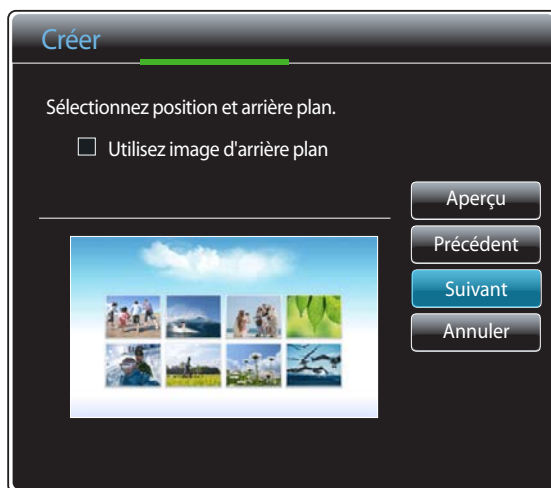 Créer
Sélectionnez position et arrière plan.
Utilisez image d'arrière plan
Aperçu
Précédent
Suivant
Annuler